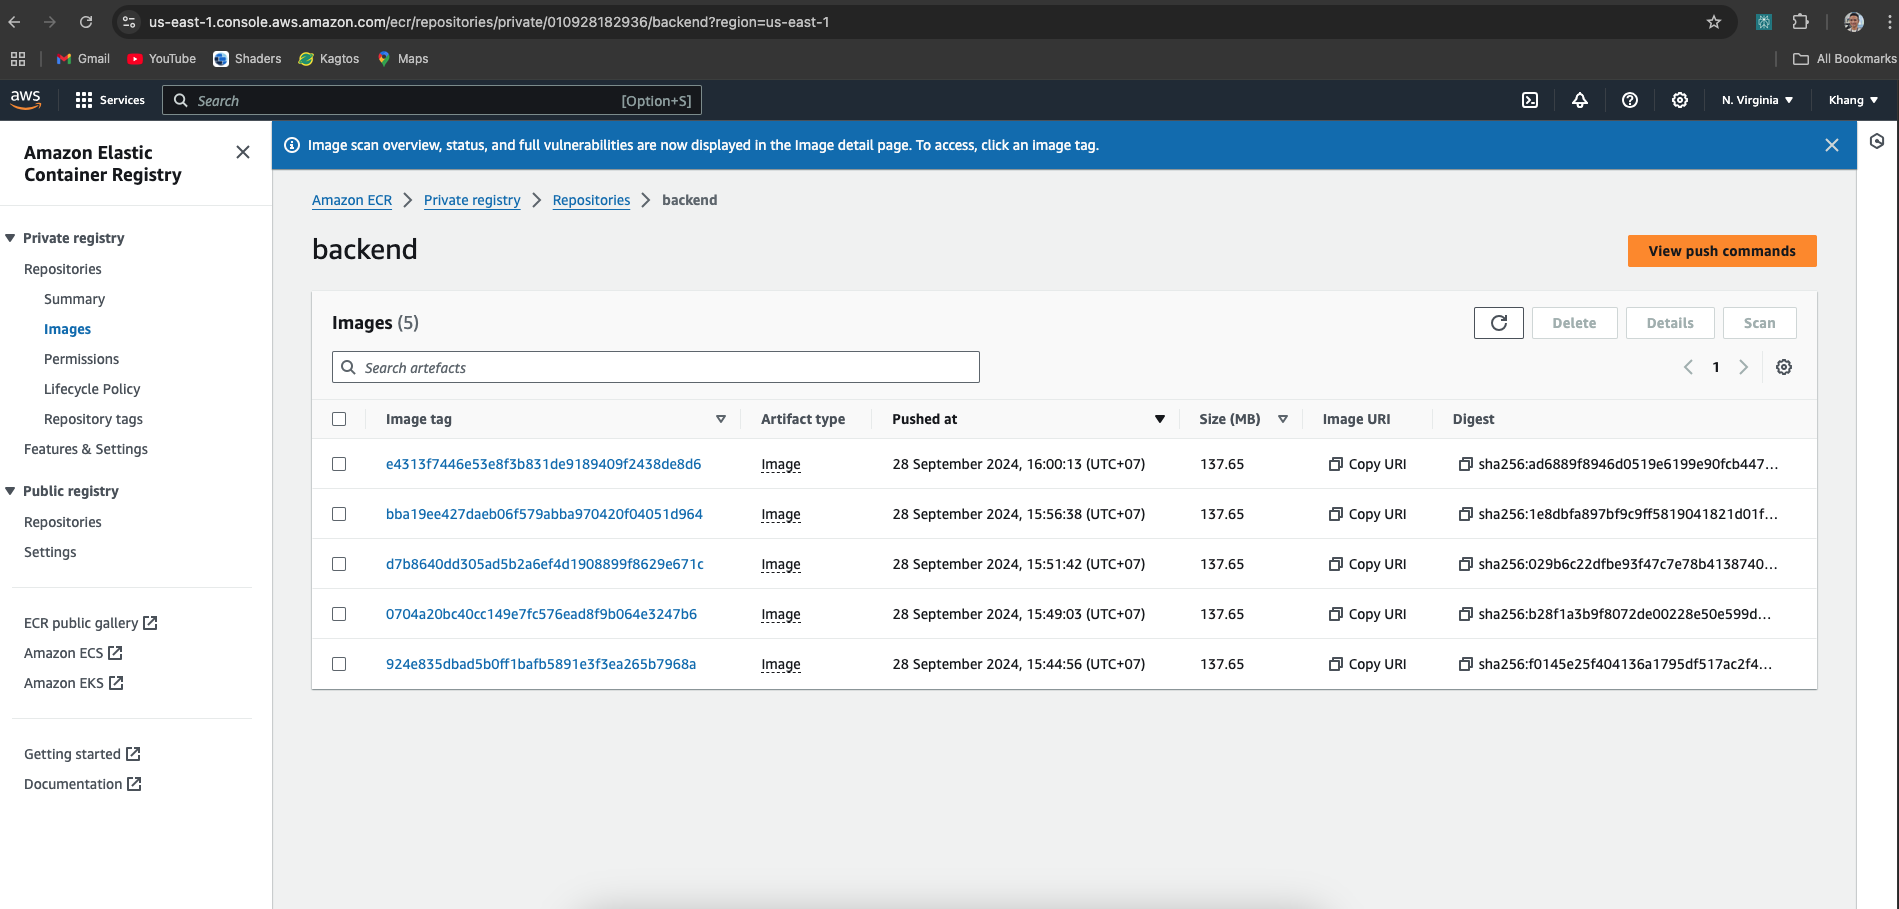 us-east-1.console.aws.amazon.com/ecr/repositories/private/010928182936/backend?region=us-east-1
Gmail YouTube Shaders Kagtos Maps All Bookmarks
aws Services Search [Option+S] N. Virginia Khang
Amazon Elastic
Container Registry
Private registry
Repositories
Summary
Images
Permissions
Lifecycle Policy
Repository tags
Features & Settings
Public registry
Repositories
Settings
ECR public gallery
Amazon ECS
Amazon EKS
Getting started
Documentation
Image scan overview, status, and full vulnerabilities are now displayed in the Image detail page. To access, click an image tag.
Amazon ECR Private registry Repositories backend
backend
View push commands
Images (5)
Delete Details Scan
Search artefacts
1
Image tag Artifact type Pushed at Size (MB) Image URI Digest
e4313f7446e53e8f3b831de9189409f2438de8d6 Image 28 September 2024, 16:00:13 (UTC+07) 137.65 Copy URI sha256:ad6889f8946d0519e6199e90fcb447...
bba19ee427daeb06f579abba970420f04051d964 Image 28 September 2024, 15:56:38 (UTC+07) 137.65 Copy URI sha256:1e8dbfa897bf9c9ff5819041821d01f...
d7b8640dd305ad5b2a6ef4d1908899f8629e671c Image 28 September 2024, 15:51:42 (UTC+07) 137.65 Copy URI sha256:029b6c22dfbe93f47c7e78b4138740...
0704a20bc40cc149e7fc576ead8f9b064e3247b6 Image 28 September 2024, 15:49:03 (UTC+07) 137.65 Copy URI sha256:b28f1a3b9f8072de00228e50e599d...
924e835dbad5b0ff1bafb5891e3f3ea265b7968a Image 28 September 2024, 15:44:56 (UTC+07) 137.65 Copy URI sha256:f0145e25f404136a1795df517ac2f4...